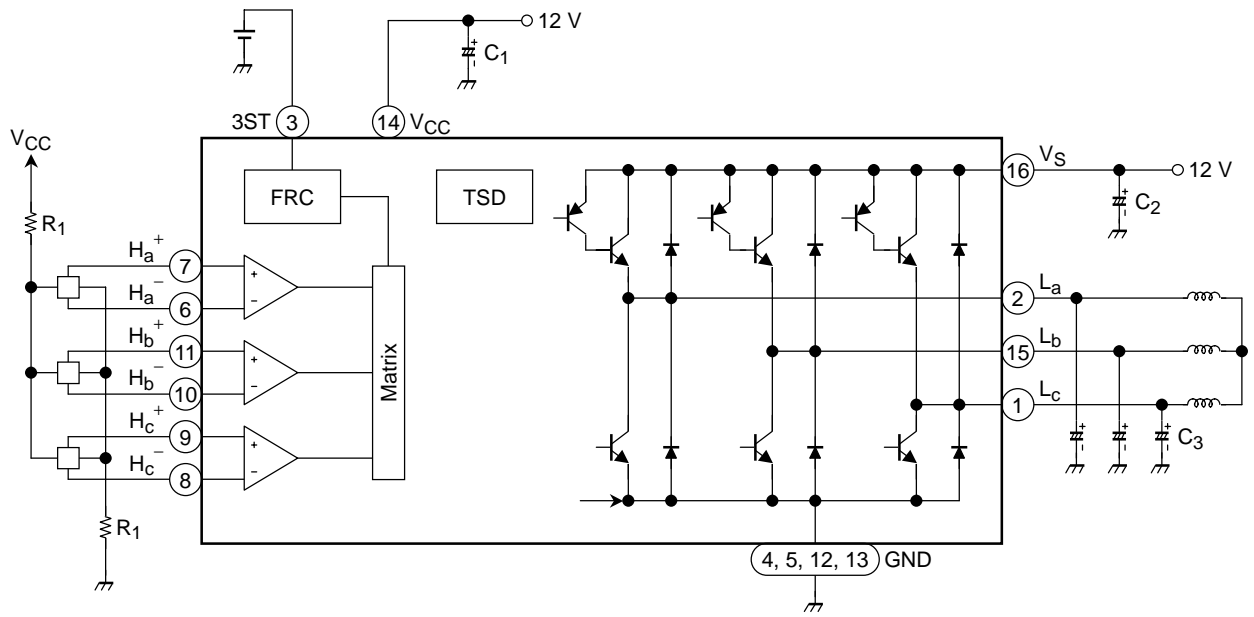 12 V
C1
3ST 3
14 VCC
VCC
R1
FRC
TSD
16 VS
12 V
C2
Ha+ 7
Ha− 6
Hb+ 11
Hb− 10
Hc+ 9
Hc− 8
+
−
+
−
+
−
Matrix
2 La
15 Lb
1 Lc
C3
R1
4, 5, 12, 13 GND
+
-
+
-
+
-
+
-
+
-